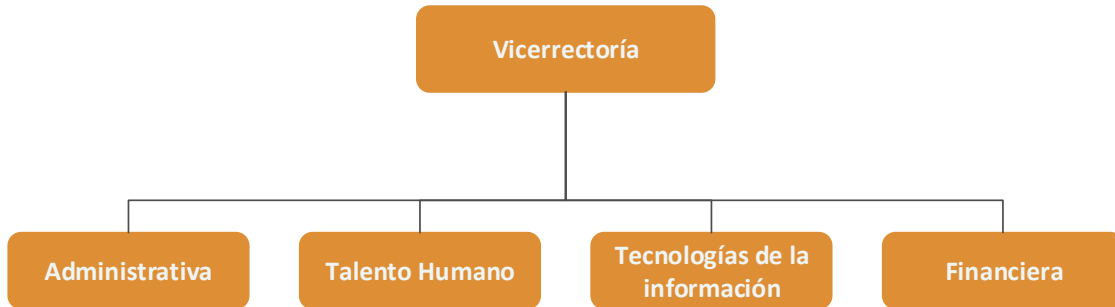 Vicerrectoría
Administrativa
Talento Humano
Tecnologías de la
información
Financiera